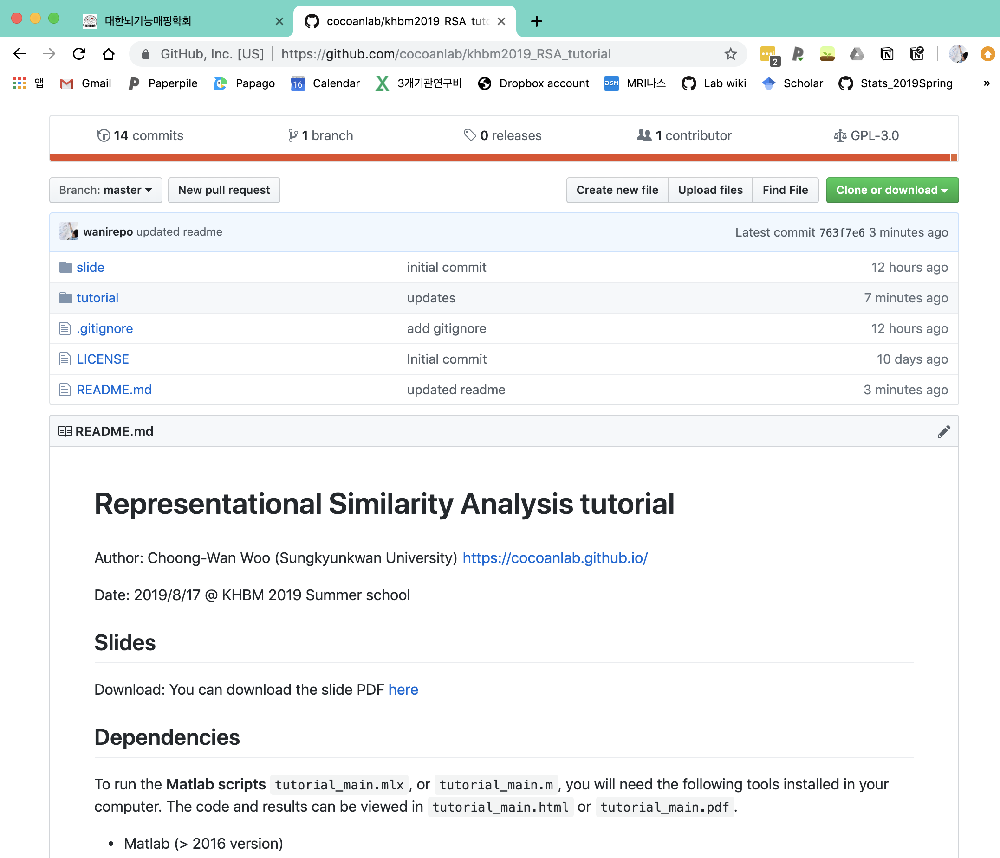 대한뇌기능매핑학회
cocoanlab/khbm2019_RSA_tuto
GitHub, Inc. [US] | https://github.com/cocoanlab/khbm2019_RSA_tutorial
2
앱 Gmail Paperpile Papago 16 Calendar 3개기관연구비 Dropbox account DSM MRI나스 Lab wiki Scholar Stats_2019Spring »
14 commits 1 branch 0 releases 1 contributor GPL-3.0
Branch: master New pull request Create new file Upload files Find File Clone or download
wanirepo updated readme Latest commit 763f7e6 3 minutes ago
slide initial commit 12 hours ago
tutorial updates 7 minutes ago
.gitignore add gitignore 12 hours ago
LICENSE Initial commit 10 days ago
README.md updated readme 3 minutes ago
README.md
Representational Similarity Analysis tutorial
Author: Choong-Wan Woo (Sungkyunkwan University) https://cocoanlab.github.io/
Date: 2019/8/17 @ KHBM 2019 Summer school
Slides
Download: You can download the slide PDF here
Dependencies
To run the Matlab scripts tutorial_main.mlx, or tutorial_main.m, you will need the following tools installed in your
computer. The code and results can be viewed in tutorial_main.html or tutorial_main.pdf.
• Matlab (> 2016 version)